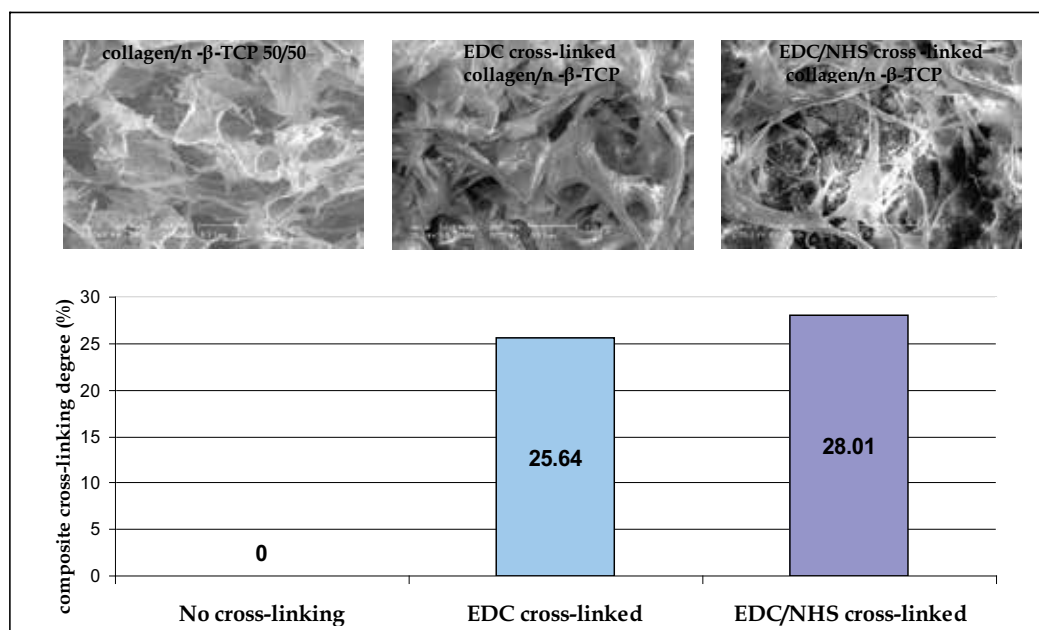 collagen/n -β-TCP 50/50
EDC cross-linked
collagen/n -β-TCP
EDC/NHS cross -linked
collagen/n -β-TCP
composite cross-linking degree (%)
30
25
20
15
10
5
0
0
25.64
28.01
No cross-linking
EDC cross-linked
EDC/NHS cross-linked